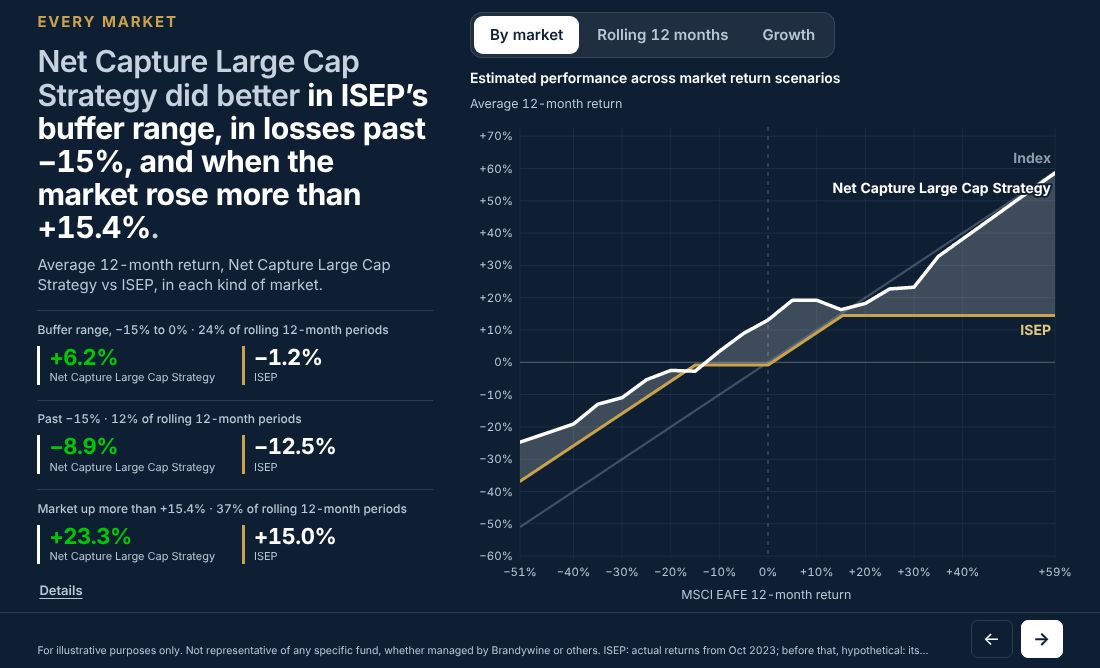 EVERY MARKET
Net Capture Large Cap
Strategy did better in ISEP’s
buffer range, in losses past
−15%, and when the
market rose more than
+15.4%.
Average 12-month return, Net Capture Large Cap
Strategy vs ISEP, in each kind of market.
Buffer range, −15% to 0% · 24% of rolling 12-month periods
+6.2%
Net Capture Large Cap Strategy
−1.2%
ISEP
Past −15% · 12% of rolling 12-month periods
−8.9%
Net Capture Large Cap Strategy
−12.5%
ISEP
Market up more than +15.4% · 37% of rolling 12-month periods
+23.3%
Net Capture Large Cap Strategy
+15.0%
ISEP
Details
By market
Rolling 12 months
Growth
Estimated performance across market return scenarios
Average 12-month return
+70%
+60%
+50%
+40%
+30%
+20%
+10%
0%
−10%
−20%
−30%
−40%
−50%
−60%
Index
Net Capture Large Cap Strategy
ISEP
−51%
−40%
−30%
−20%
−10%
0%
+10%
+20%
+30%
+40%
+59%
MSCI EAFE 12-month return
For illustrative purposes only. Not representative of any specific fund, whether managed by Brandywine or others. ISEP: actual returns from Oct 2023; before that, hypothetical: its…